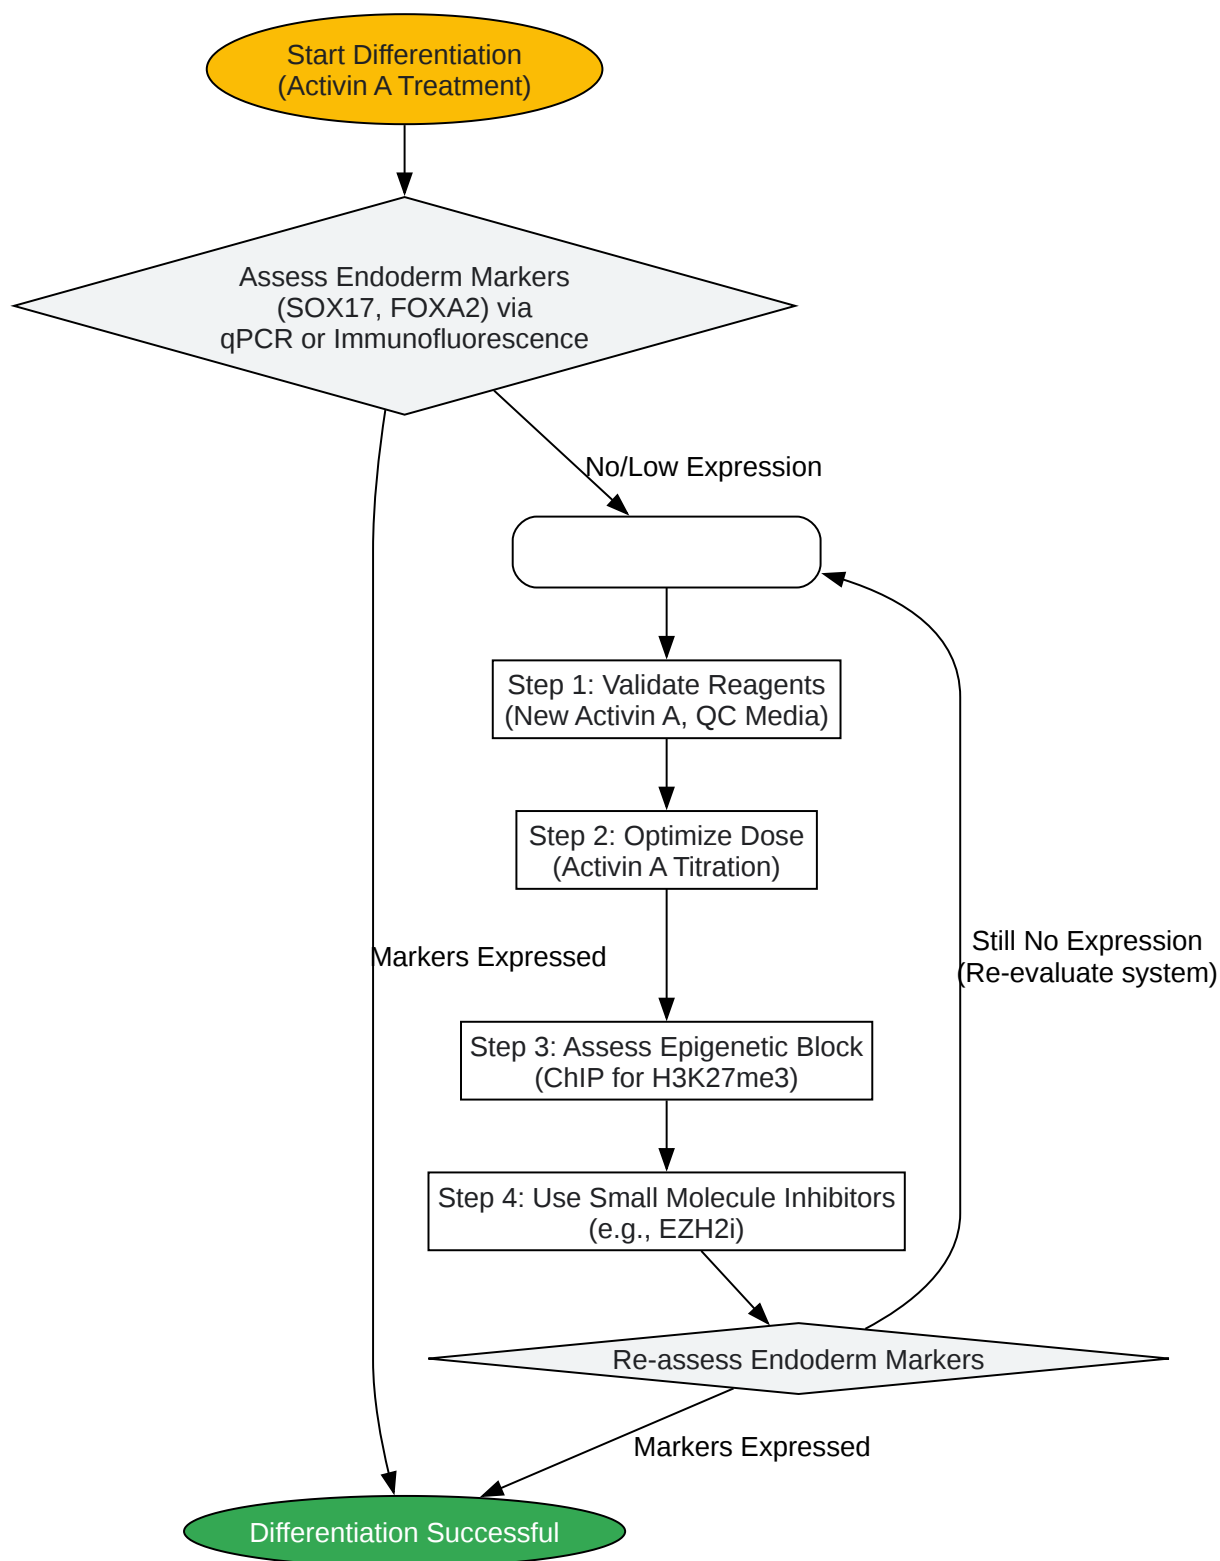 Start Differentiation
(Activin A Treatment)
Assess Endoderm Markers
(SOX17, FOXA2) via
qPCR or Immunofluorescence
No/Low Expression
Step 1: Validate Reagents
(New Activin A, QC Media)
Step 2: Optimize Dose
(Activin A Titration)
Markers Expressed
Still No Expression
(Re-evaluate system)
Step 3: Assess Epigenetic Block
(ChIP for H3K27me3)
Step 4: Use Small Molecule Inhibitors
(e.g., EZH2i)
Re-assess Endoderm Markers
Markers Expressed
Differentiation Successful